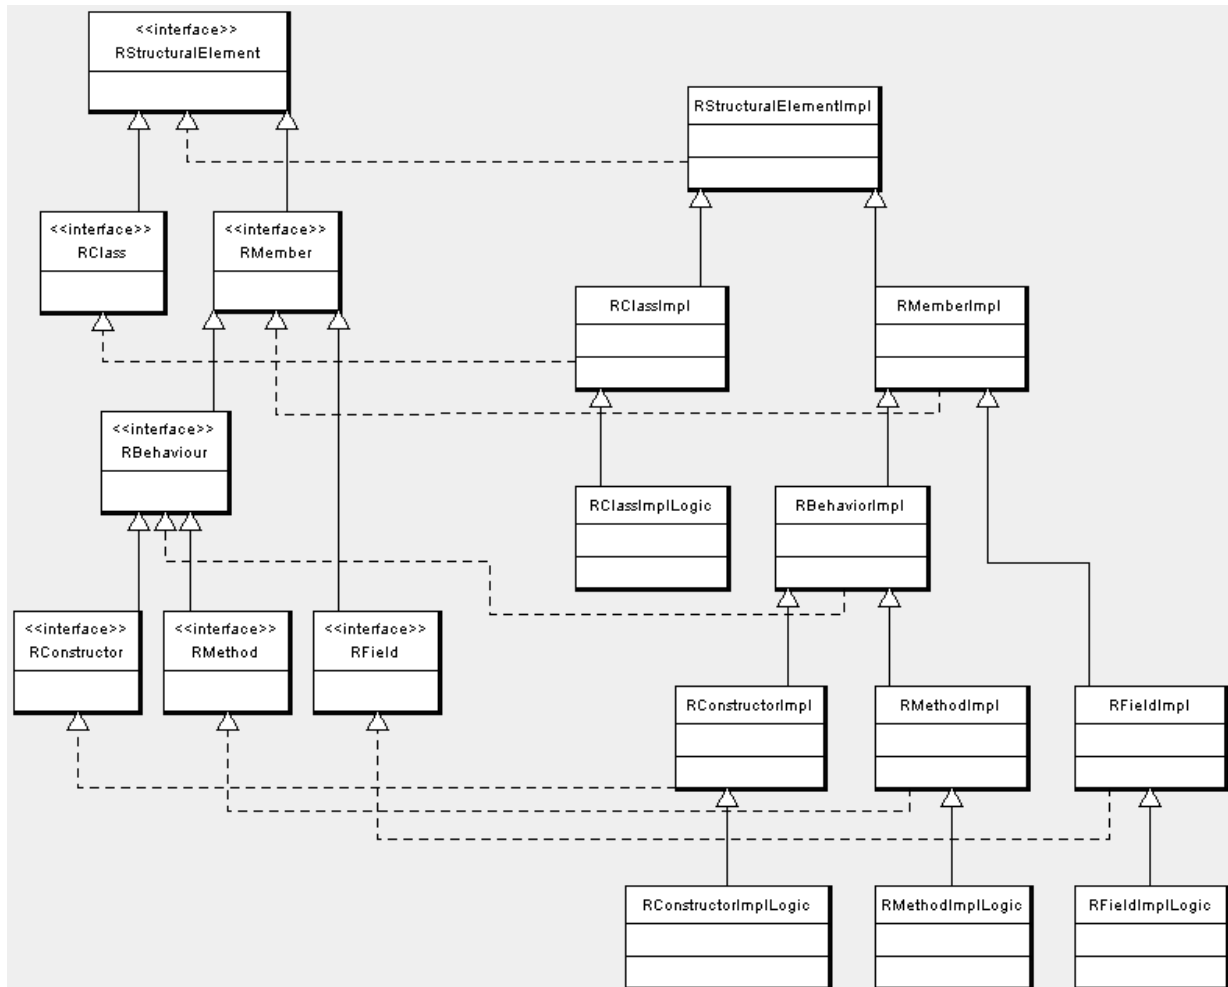 <<interface>>
RStructuralElement
RStructuralElementImpl
<<interface>>
RClass
<<interface>>
RMember
RClassImpl
RMemberImpl
<<interface>>
RBehaviour
RClassImplLogic
RBehaviorImpl
<<interface>>
RConstructor
<<interface>>
RMethod
<<interface>>
RField
RConstructorImpl
RMethodImpl
RFieldImpl
RConstructorImplLogic
RMethodImplLogic
RFieldImplLogic